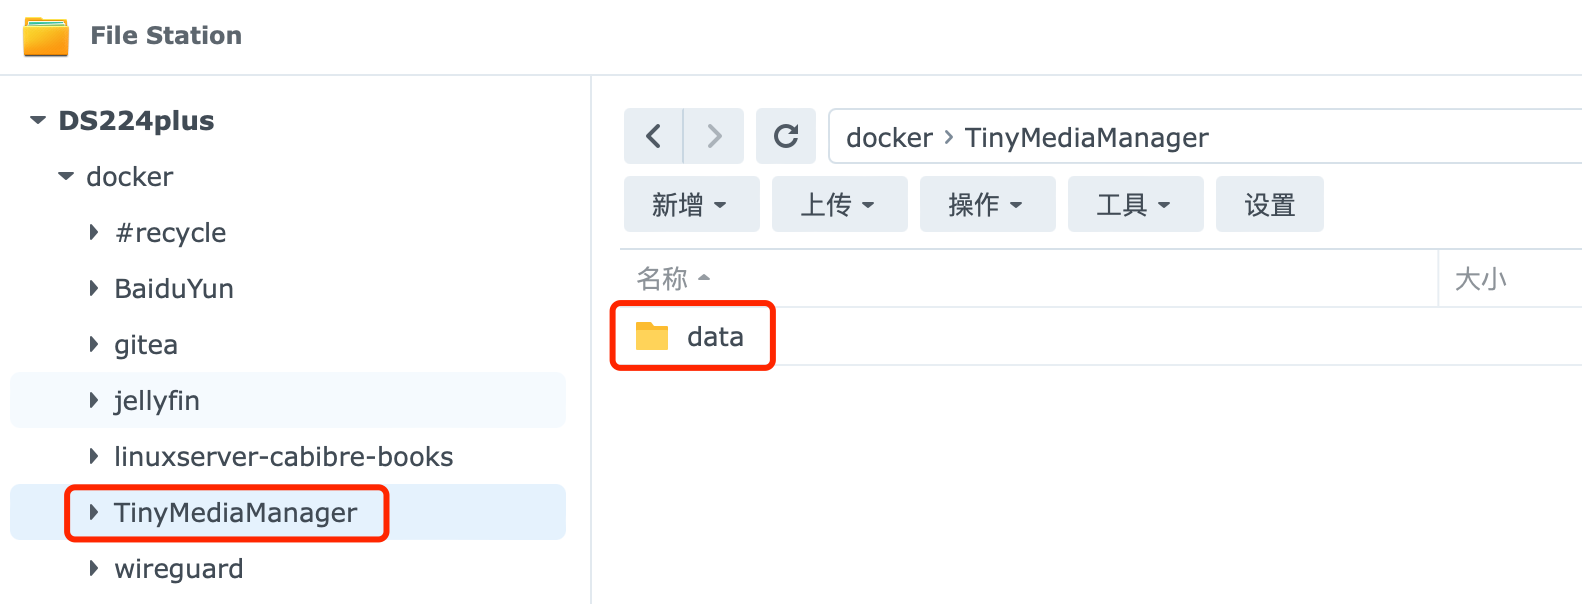 File Station
DS224plus
docker
#recycle
BaiduYun
gitea
jellyfin
linuxserver-cabibre-books
TinyMediaManager
wireguard
docker > TinyMediaManager
新增 上传 操作 工具 设置
名称 大小
data